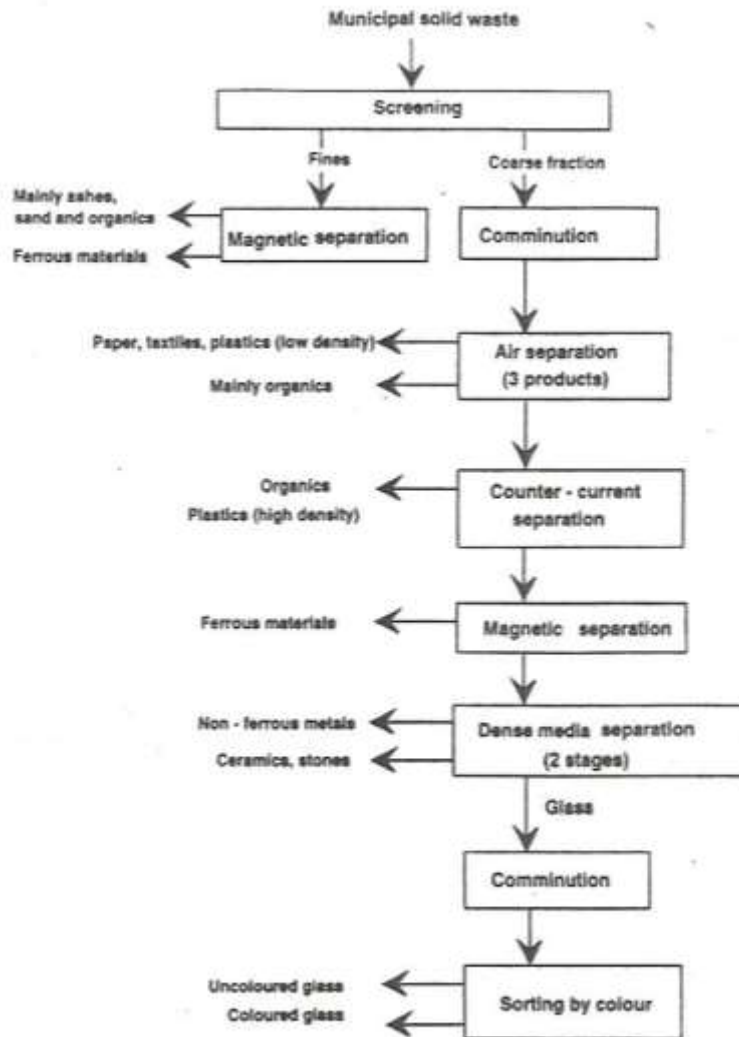 Municipal solid waste
Screening
Fines
Coarse fraction
Mainly ashes,
sand and organics
Ferrous materials
Magnetic separation
Comminution
Paper, textiles, plastics (low density)
Mainly organics
Air separation
(3 products)
Organics
Plastics (high density)
Counter - current
separation
Ferrous materials
Magnetic separation
Non - ferrous metals
Ceramics, stones
Dense media separation
(2 stages)
Glass
Comminution
Uncoloured glass
Coloured glass
Sorting by colour